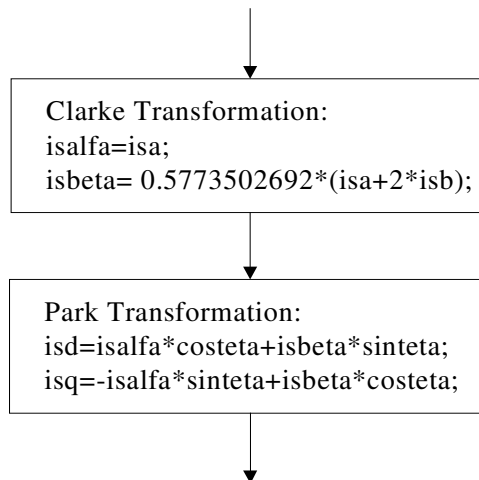 Clarke Transformation:
isalfa=isa;
isbeta= 0.5773502692*(isa+2*isb);
Park Transformation:
isd=isalfa*costeta+isbeta*sinteta;
isq=-isalfa*sinteta+isbeta*costeta;